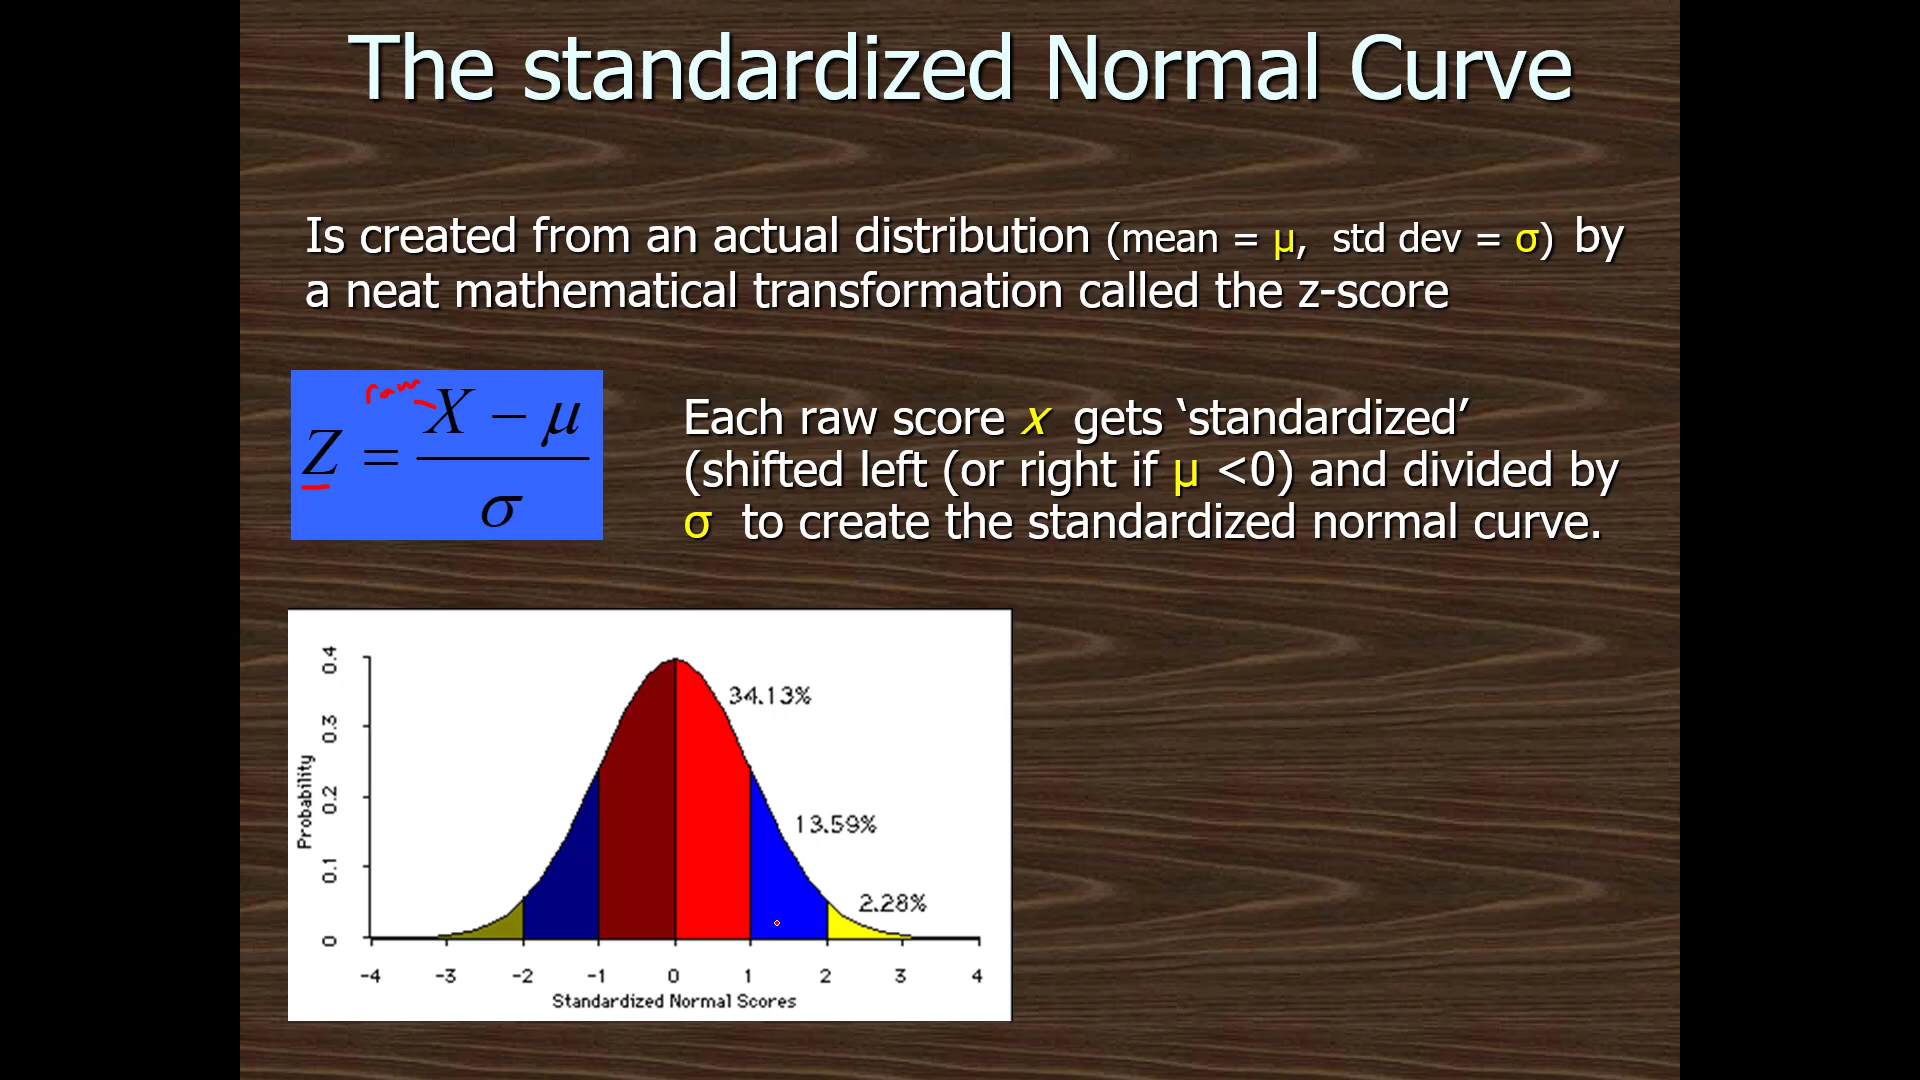 The standardized Normal Curve
Is created from an actual distribution (mean = μ, std dev = σ) by
a neat mathematical transformation called the z-score
raw
Z = X − μ
σ
Each raw score x gets ‘standardized’
(shifted left (or right if μ <0) and divided by
σ to create the standardized normal curve.
0.4
0.3
0.2
0.1
0
Probability
34.13%
13.59%
2.28%
-4 -3 -2 -1 0 1 2 3 4
Standardized Normal Scores